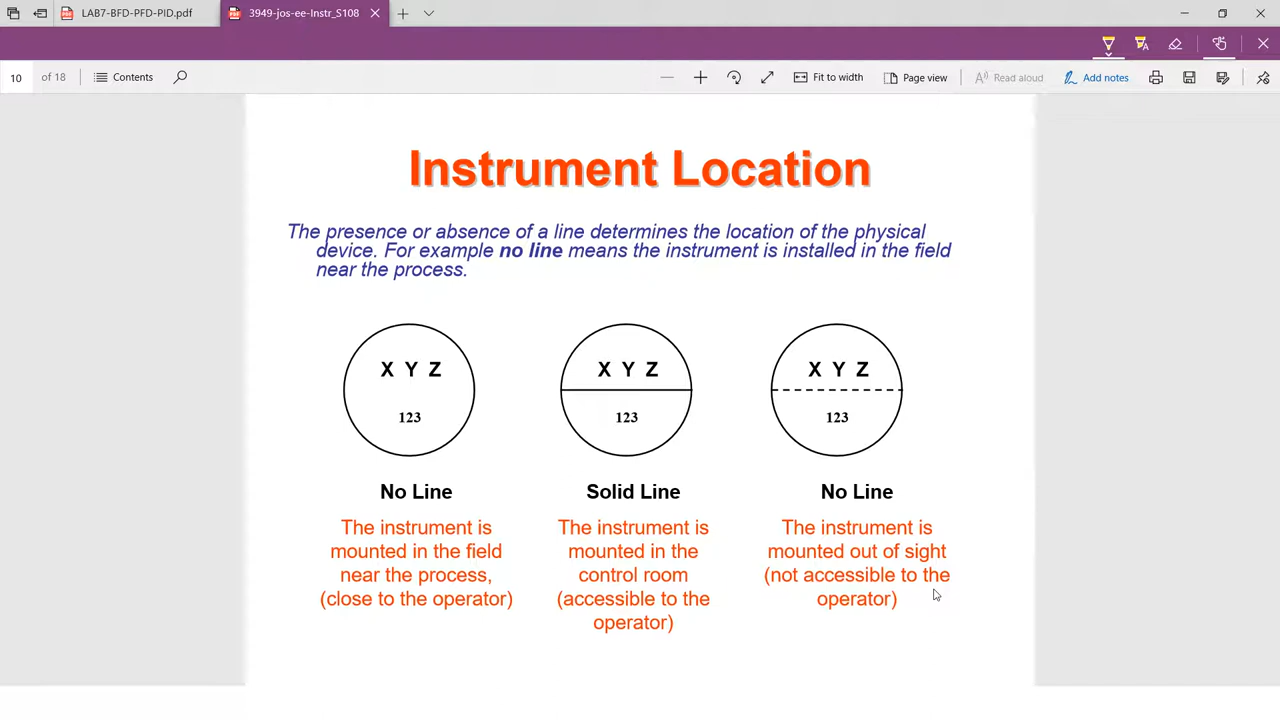 LAB7-BFD-PFD-PID.pdf
3949-jos-ee-Instr_S108
10 of 18
Contents
Fit to width
Page view
Read aloud
Add notes
Instrument Location
The presence or absence of a line determines the location of the physical
device. For example no line means the instrument is installed in the field
near the process.
X Y Z
123
X Y Z
123
X Y Z
123
No Line
The instrument is
mounted in the field
near the process,
(close to the operator)
Solid Line
The instrument is
mounted in the
control room
(accessible to the
operator)
No Line
The instrument is
mounted out of sight
(not accessible to the
operator)